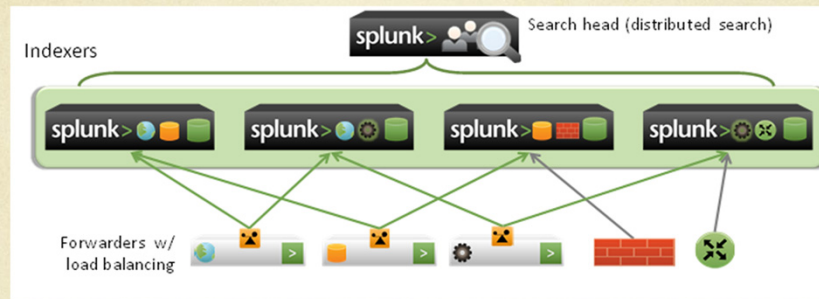 splunk>
Search head (distributed search)
Indexers
splunk>
splunk>
splunk>
splunk>
Forwarders w/
load balancing
>
>
>